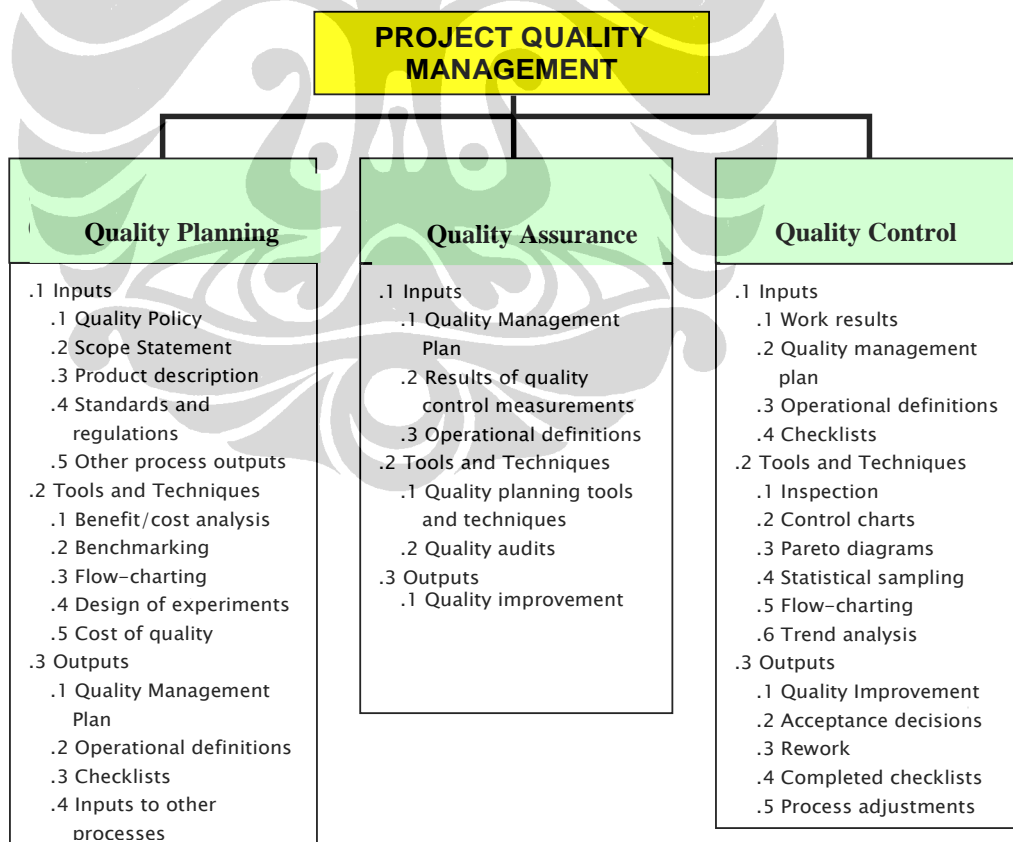 PROJECT QUALITY
MANAGEMENT
Quality Planning
.1 Inputs
.1 Quality Policy
.2 Scope Statement
.3 Product description
.4 Standards and
regulations
.5 Other process outputs
.2 Tools and Techniques
.1 Benefit/cost analysis
.2 Benchmarking
.3 Flow-charting
.4 Design of experiments
.5 Cost of quality
.3 Outputs
.1 Quality Management
Plan
.2 Operational definitions
.3 Checklists
.4 Inputs to other
processes
Quality Assurance
.1 Inputs
.1 Quality Management
Plan
.2 Results of quality
control measurements
.3 Operational definitions
.2 Tools and Techniques
.1 Quality planning tools
and techniques
.2 Quality audits
.3 Outputs
.1 Quality improvement
Quality Control
.1 Inputs
.1 Work results
.2 Quality management
plan
.3 Operational definitions
.4 Checklists
.2 Tools and Techniques
.1 Inspection
.2 Control charts
.3 Pareto diagrams
.4 Statistical sampling
.5 Flow-charting
.6 Trend analysis
.3 Outputs
.1 Quality Improvement
.2 Acceptance decisions
.3 Rework
.4 Completed checklists
.5 Process adjustments